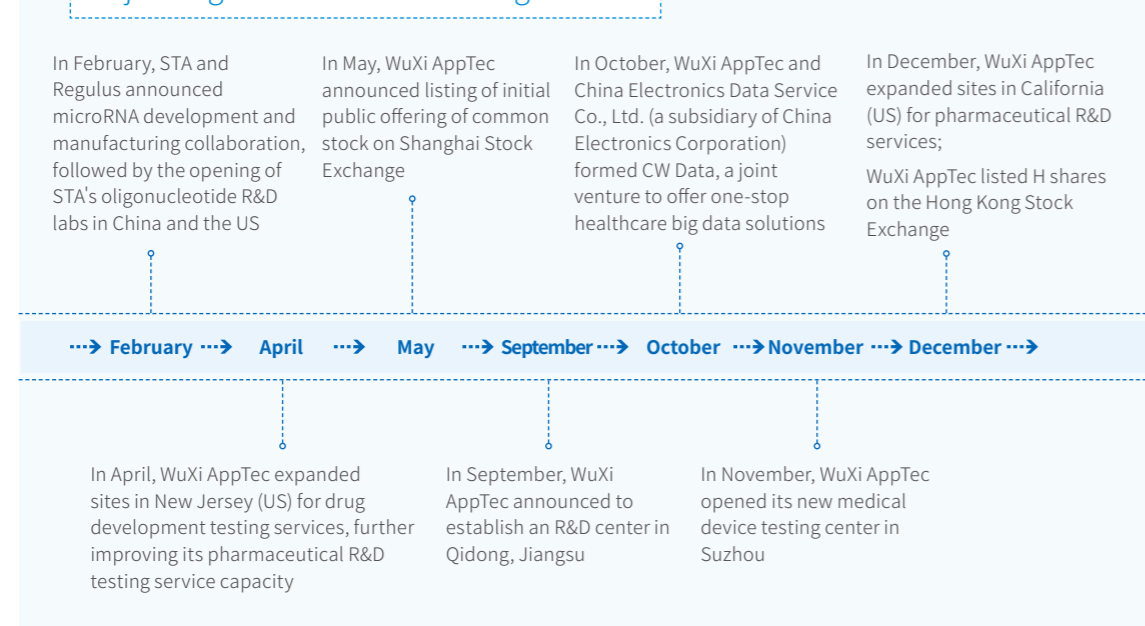 In February, STA and
Regulus announced
microRNA development and
manufacturing collaboration,
followed by the opening of
STA's oligonucleotide R&D
labs in China and the US
In May, WuXi AppTec
announced listing of initial
public offering of common
stock on Shanghai Stock
Exchange
In October, WuXi AppTec and
China Electronics Data Service
Co., Ltd. (a subsidiary of China
Electronics Corporation)
formed CW Data, a joint
venture to offer one-stop
healthcare big data solutions
In December, WuXi AppTec
expanded sites in California
(US) for pharmaceutical R&D
services;
WuXi AppTec listed H shares
on the Hong Kong Stock
Exchange
February April May September October November December
In April, WuXi AppTec expanded
sites in New Jersey (US) for drug
development testing services, further
improving its pharmaceutical R&D
testing service capacity
In September, WuXi
AppTec announced to
establish an R&D center in
Qidong, Jiangsu
In November, WuXi AppTec
opened its new medical
device testing center in
Suzhou